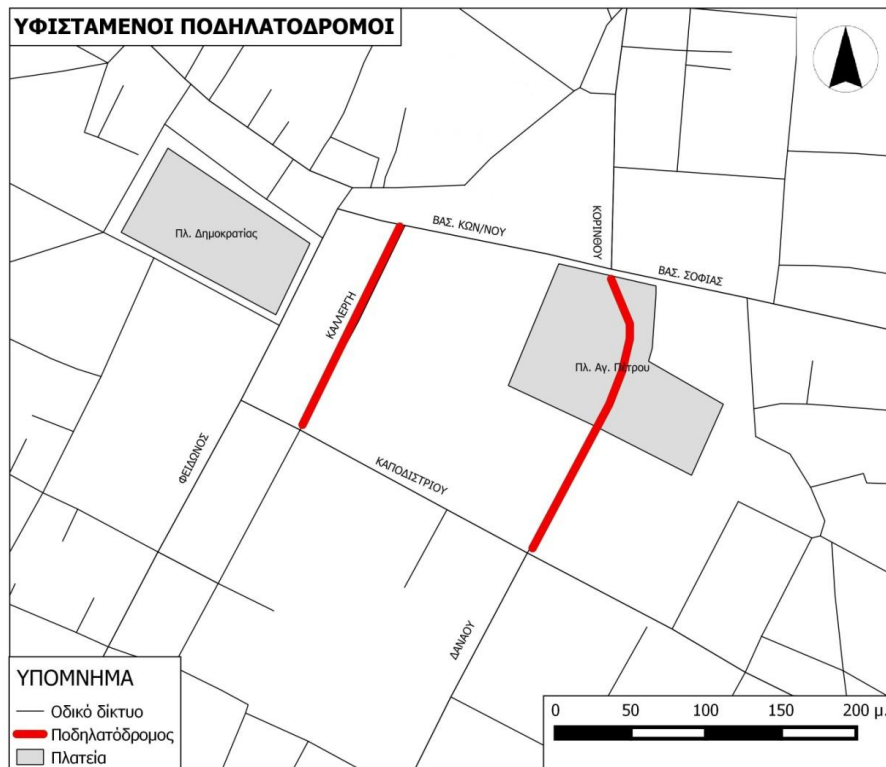 ΥΦΙΣΤΑΜΕΝΟΙ ΠΟΔΗΛΑΤΟΔΡΟΜΟΙ
Πλ. Δημοκρατίας
ΒΑΣ. ΚΩΝ/ΝΟΥ
ΚΟΡΙΝΘΟΥ
ΒΑΣ. ΣΟΦΙΑΣ
ΚΑΛΛΕΡΓΗ
Πλ. Αγ. Πέτρου
ΦΕΙΔΩΝΟΣ
ΚΑΠΟΔΙΣΤΡΙΟΥ
ΔΑΝΑΟΥ
ΥΠΟΜΝΗΜΑ
Οδικό δίκτυο
Ποδηλατόδρομος
Πλατεία
0 50 100 150 200 μ.